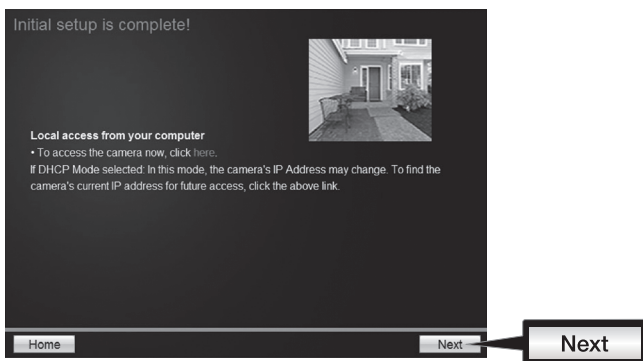 Initial setup is complete!
Local access from your computer
• To access the camera now, click here.
If DHCP Mode selected: In this mode, the camera's IP Address may change. To find the
camera's current IP address for future access, click the above link.
Home
Next
Next